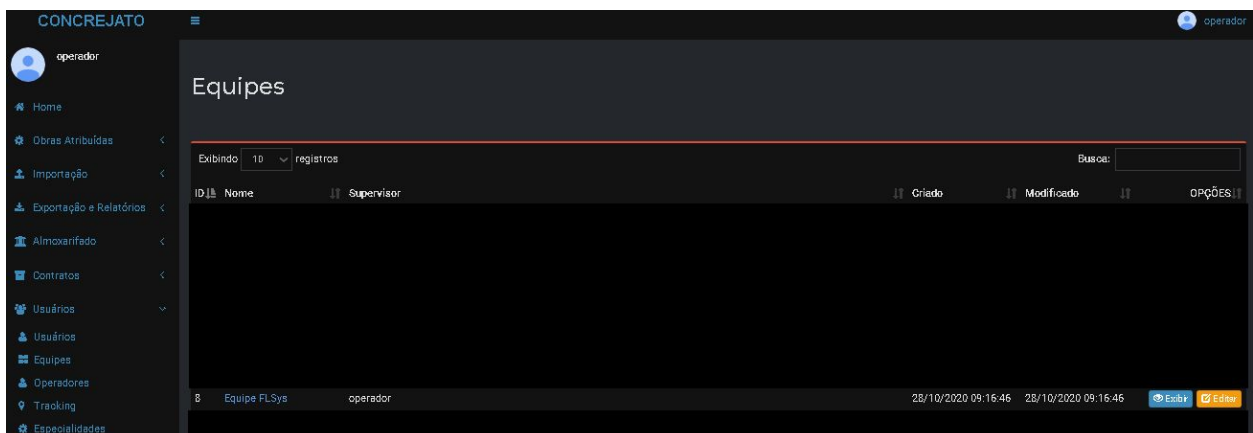 CONCREJATO
operador
operador
Home
Obras Atribuídas
Importação
Exportação e Relatórios
Almoxarifado
Contratos
Usuários
Usuários
Equipes
Operadores
Tracking
Especialidades
Equipes
Exibindo 10 registros
Busca:
ID Nome Supervisor Criado Modificado OPÇÕES
8 Equipe FLSys operador 28/10/2020 09:16:46 28/10/2020 09:16:46 Exibir Editar